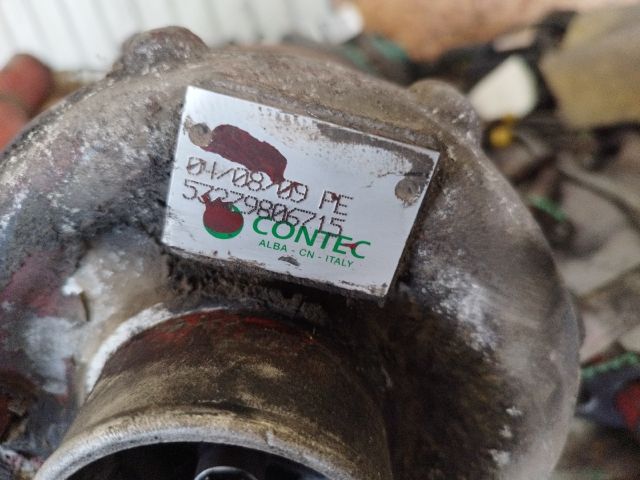 04/08/09 PE
53279806715
CONTEC
ALBA - CN - ITALY